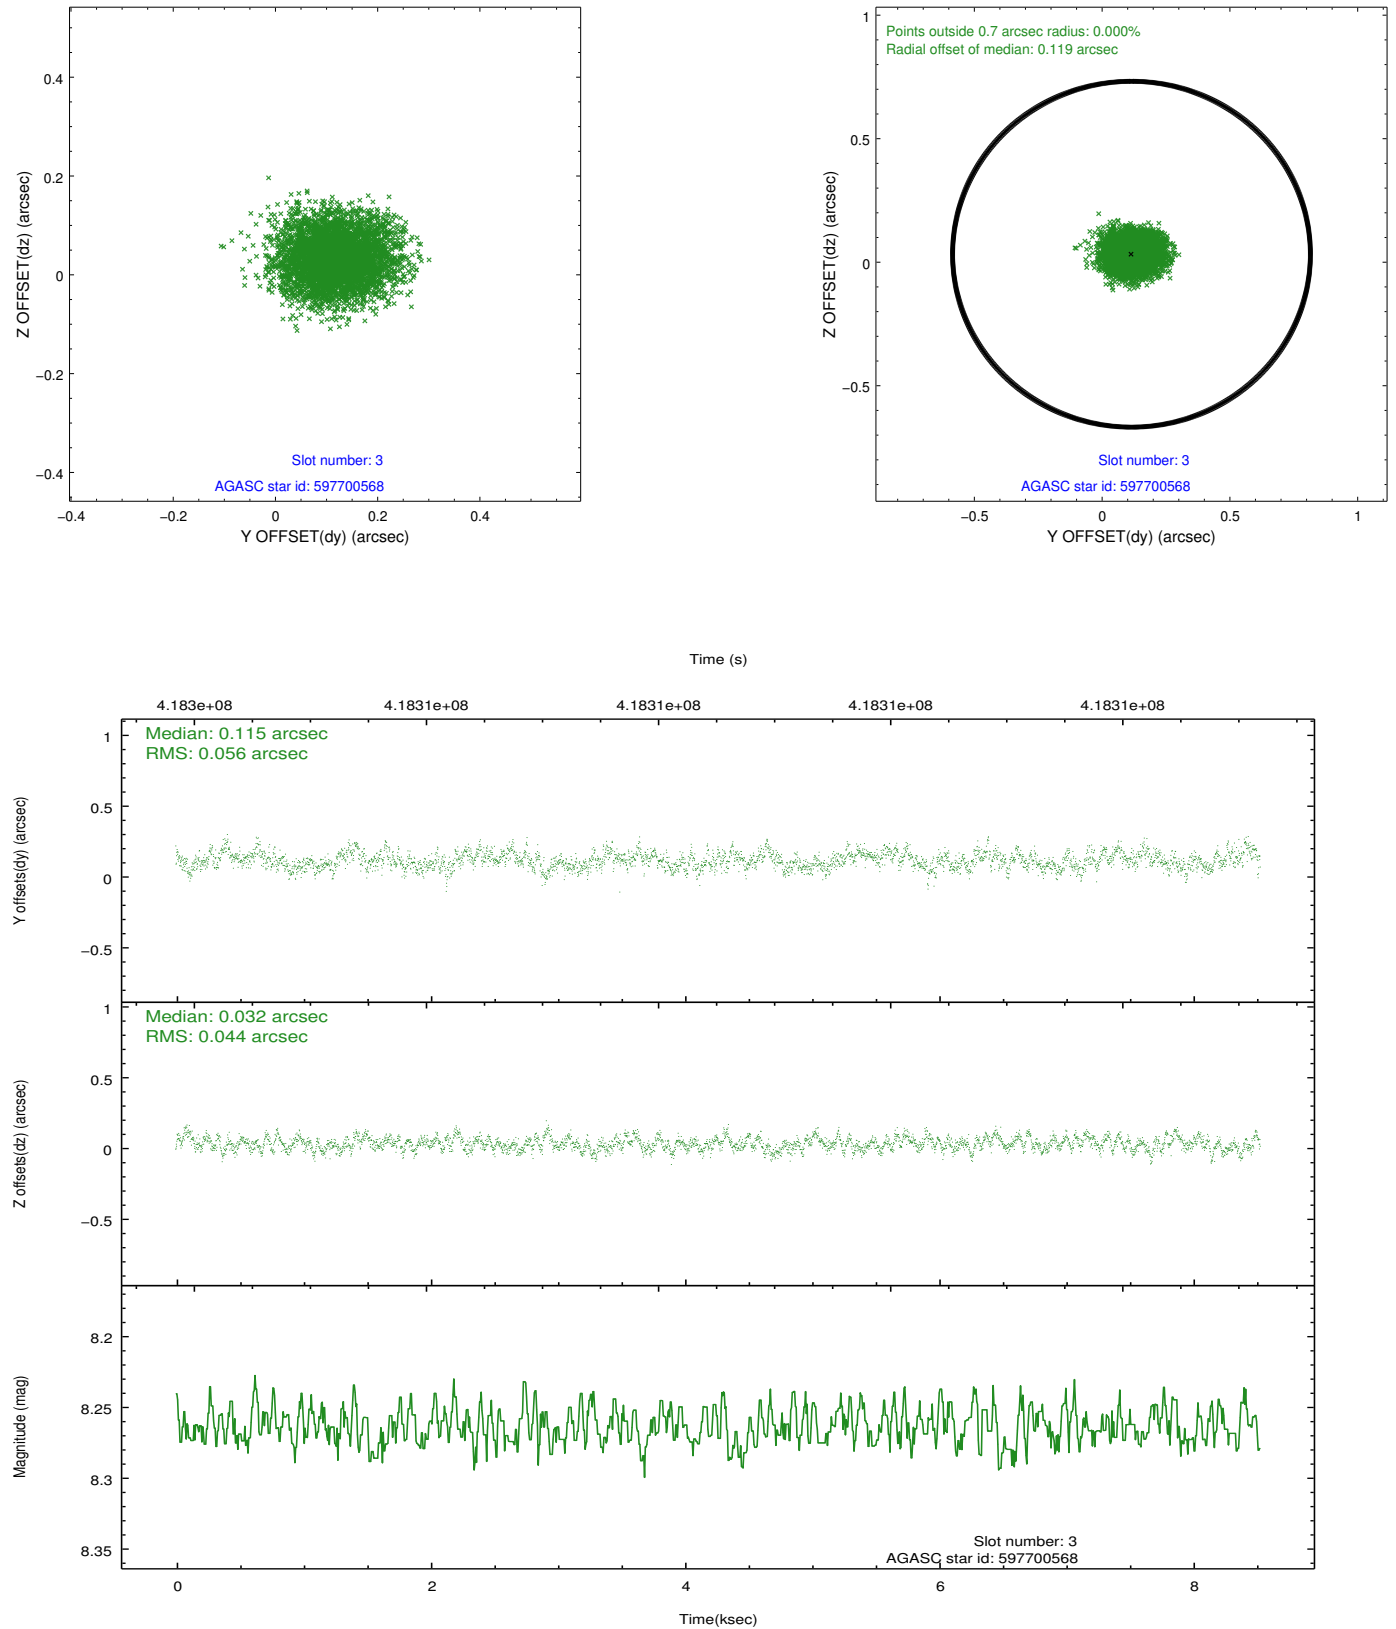 0.4
0.2
0
−0.2
−0.4
Z OFFSET(dz) (arcsec)
Slot number: 3
AGASC star id: 597700568
−0.4 −0.2 0 0.2 0.4
Y OFFSET(dy) (arcsec)
Points outside 0.7 arcsec radius: 0.000%
Radial offset of median: 0.119 arcsec
1
0.5
0
−0.5
Z OFFSET(dz) (arcsec)
Slot number: 3
AGASC star id: 597700568
−0.5 0 0.5 1
Y OFFSET(dy) (arcsec)
Time (s)
4.183e+08 4.1831e+08 4.1831e+08 4.1831e+08 4.1831e+08
Median: 0.115 arcsec
RMS: 0.056 arcsec
1
0.5
0
−0.5
Y offsets(dy) (arcsec)
Median: 0.032 arcsec
RMS: 0.044 arcsec
1
0.5
0
−0.5
Z offsets(dz) (arcsec)
8.2
8.25
8.3
8.35
Magnitude (mag)
Slot number: 3
AGASC star id: 597700568
0 2 4 6 8
Time(ksec)